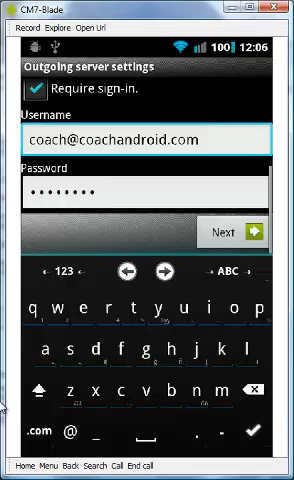 CM7-Blade
Record Explore Open Url
100 12:06
Outgoing server settings
Require sign-in.
Username
coach@coachandroid.com
Password
••••••••
Next
← 123 ←
→ ABC →
q w e r t y u i o p
a s d f g h j k l
z x c v b n m
.com @ _ - . -
Home Menu Back Search Call End call